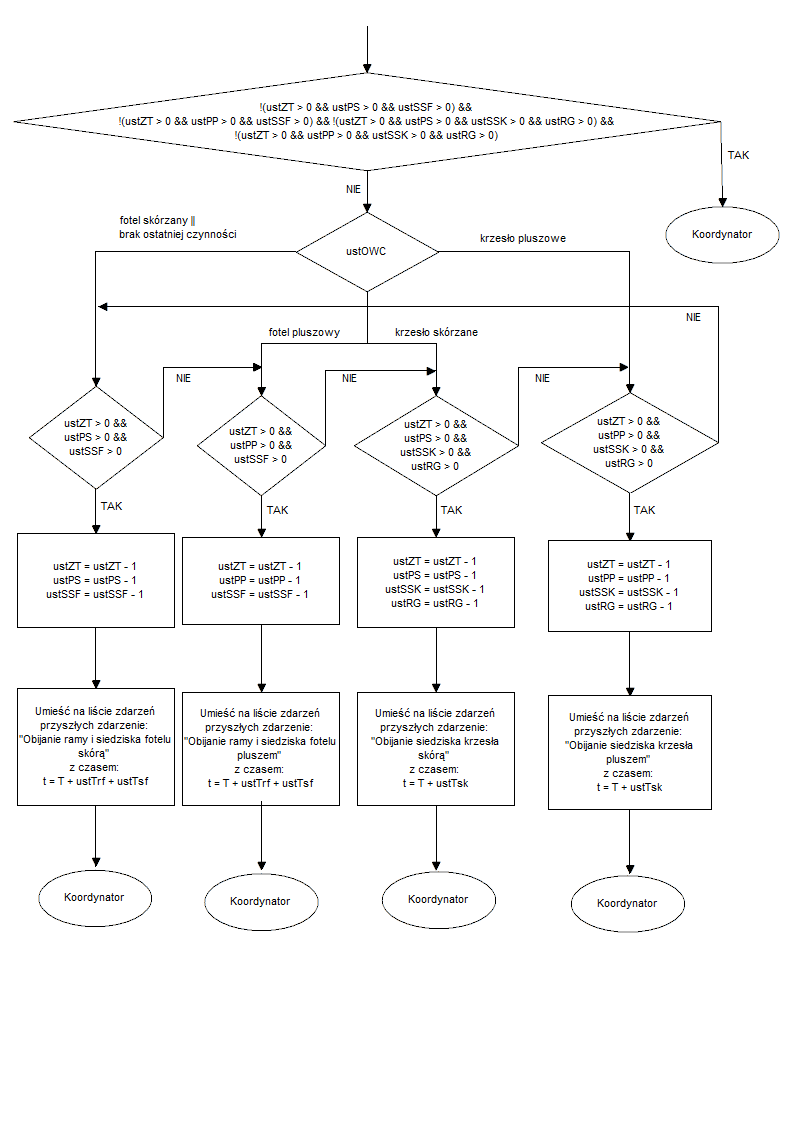 !(ustZT > 0 && ustPS > 0 && ustSSF > 0) &&
!(ustZT > 0 && ustPP > 0 && ustSSF > 0) && !(ustZT > 0 && ustPS > 0 && ustSSK > 0 && ustRG > 0) &&
!(ustZT > 0 && ustPP > 0 && ustSSK > 0 && ustRG > 0)
TAK
Koordynator
NIE
ustOWC
fotel skórzany ||
brak ostatniej czynności
krzesło pluszowe
fotel pluszowy
krzesło skórzane
NIE
NIE
NIE
NIE
ustZT > 0 &&
ustPS > 0 &&
ustSSF > 0
ustZT > 0 &&
ustPP > 0 &&
ustSSF > 0
ustZT > 0 &&
ustPS > 0 &&
ustSSK > 0 &&
ustRG > 0
ustZT > 0 &&
ustPP > 0 &&
ustSSK > 0 &&
ustRG > 0
TAK
TAK
TAK
TAK
ustZT = ustZT - 1
ustPS = ustPS - 1
ustSSF = ustSSF - 1
ustZT = ustZT - 1
ustPP = ustPP - 1
ustSSF = ustSSF - 1
ustZT = ustZT - 1
ustPS = ustPS - 1
ustSSK = ustSSK - 1
ustRG = ustRG - 1
ustZT = ustZT - 1
ustPP = ustPP - 1
ustSSK = ustSSK - 1
ustRG = ustRG - 1
Umieść na liście zdarzeń
przyszłych zdarzenie:
"Obijanie ramy i siedziska fotelu
skórą"
z czasem:
t = T + ustTrf + ustTsf
Umieść na liście zdarzeń
przyszłych zdarzenie:
"Obijanie ramy i siedziska fotelu
pluszem"
z czasem:
t = T + ustTrf + ustTsf
Umieść na liście zdarzeń
przyszłych zdarzenie:
"Obijanie siedziska krzesła
skórą"
z czasem:
t = T + ustTsk
Umieść na liście zdarzeń
przyszłych zdarzenie:
"Obijanie siedziska krzesła
pluszem"
z czasem:
t = T + ustTsk
Koordynator
Koordynator
Koordynator
Koordynator